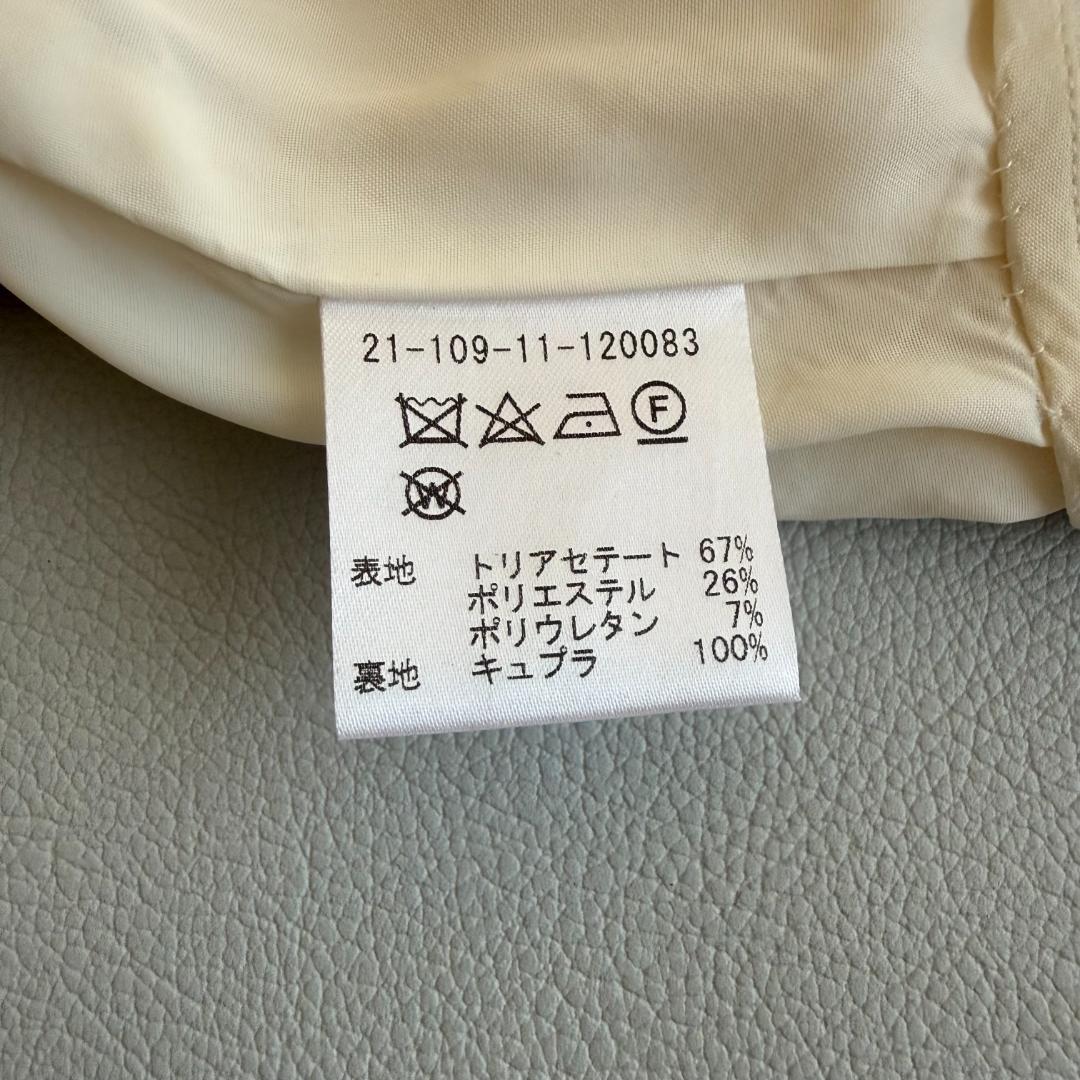 21-109-11-120083
F
W
表地 トリアセテート 67%
ポリエステル 26%
ポリウレタン 7%
裏地 キュプラ 100%